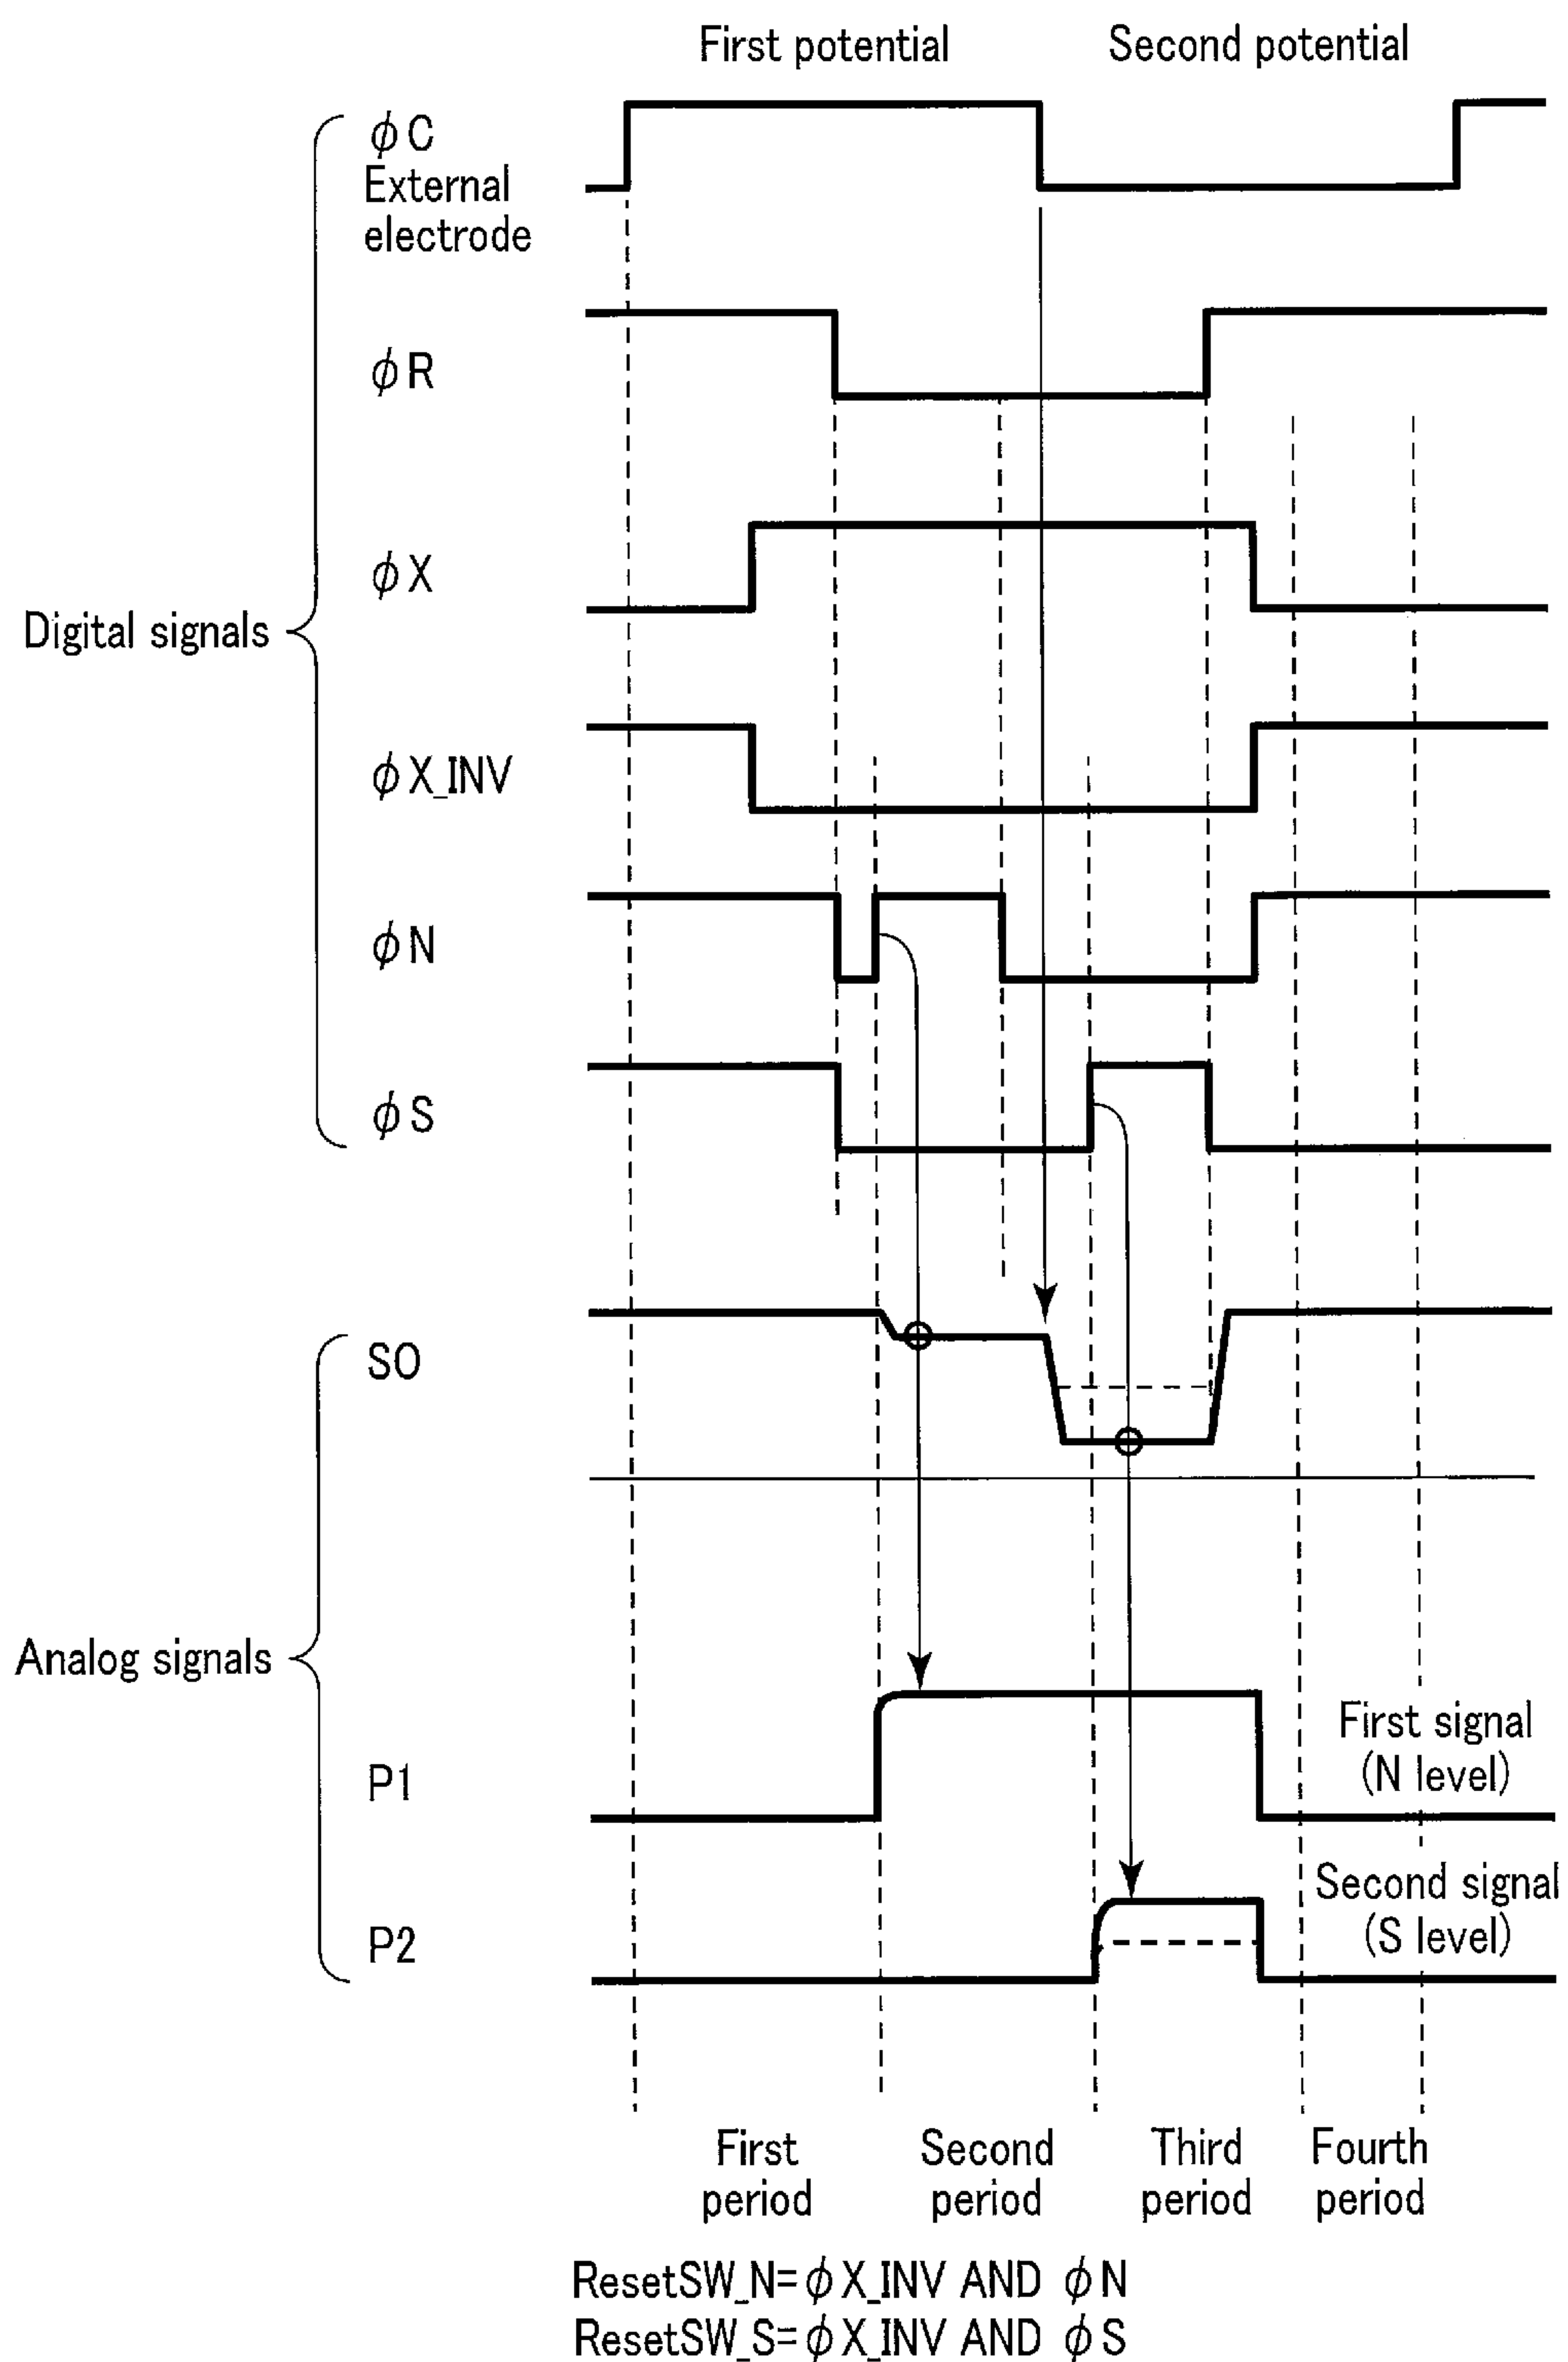 First potential
Second potential
ϕC
External
electrode
ϕR
ϕX
Digital signals
ϕX_INV
ϕN
ϕS
SO
Analog signals
First signal
(N level)
P1
Second signal
(S level)
P2
First
period
Second
period
Third
period
Fourth
period
ResetSW_N=ϕX_INV AND ϕN
ResetSW_S=ϕX_INV AND ϕS